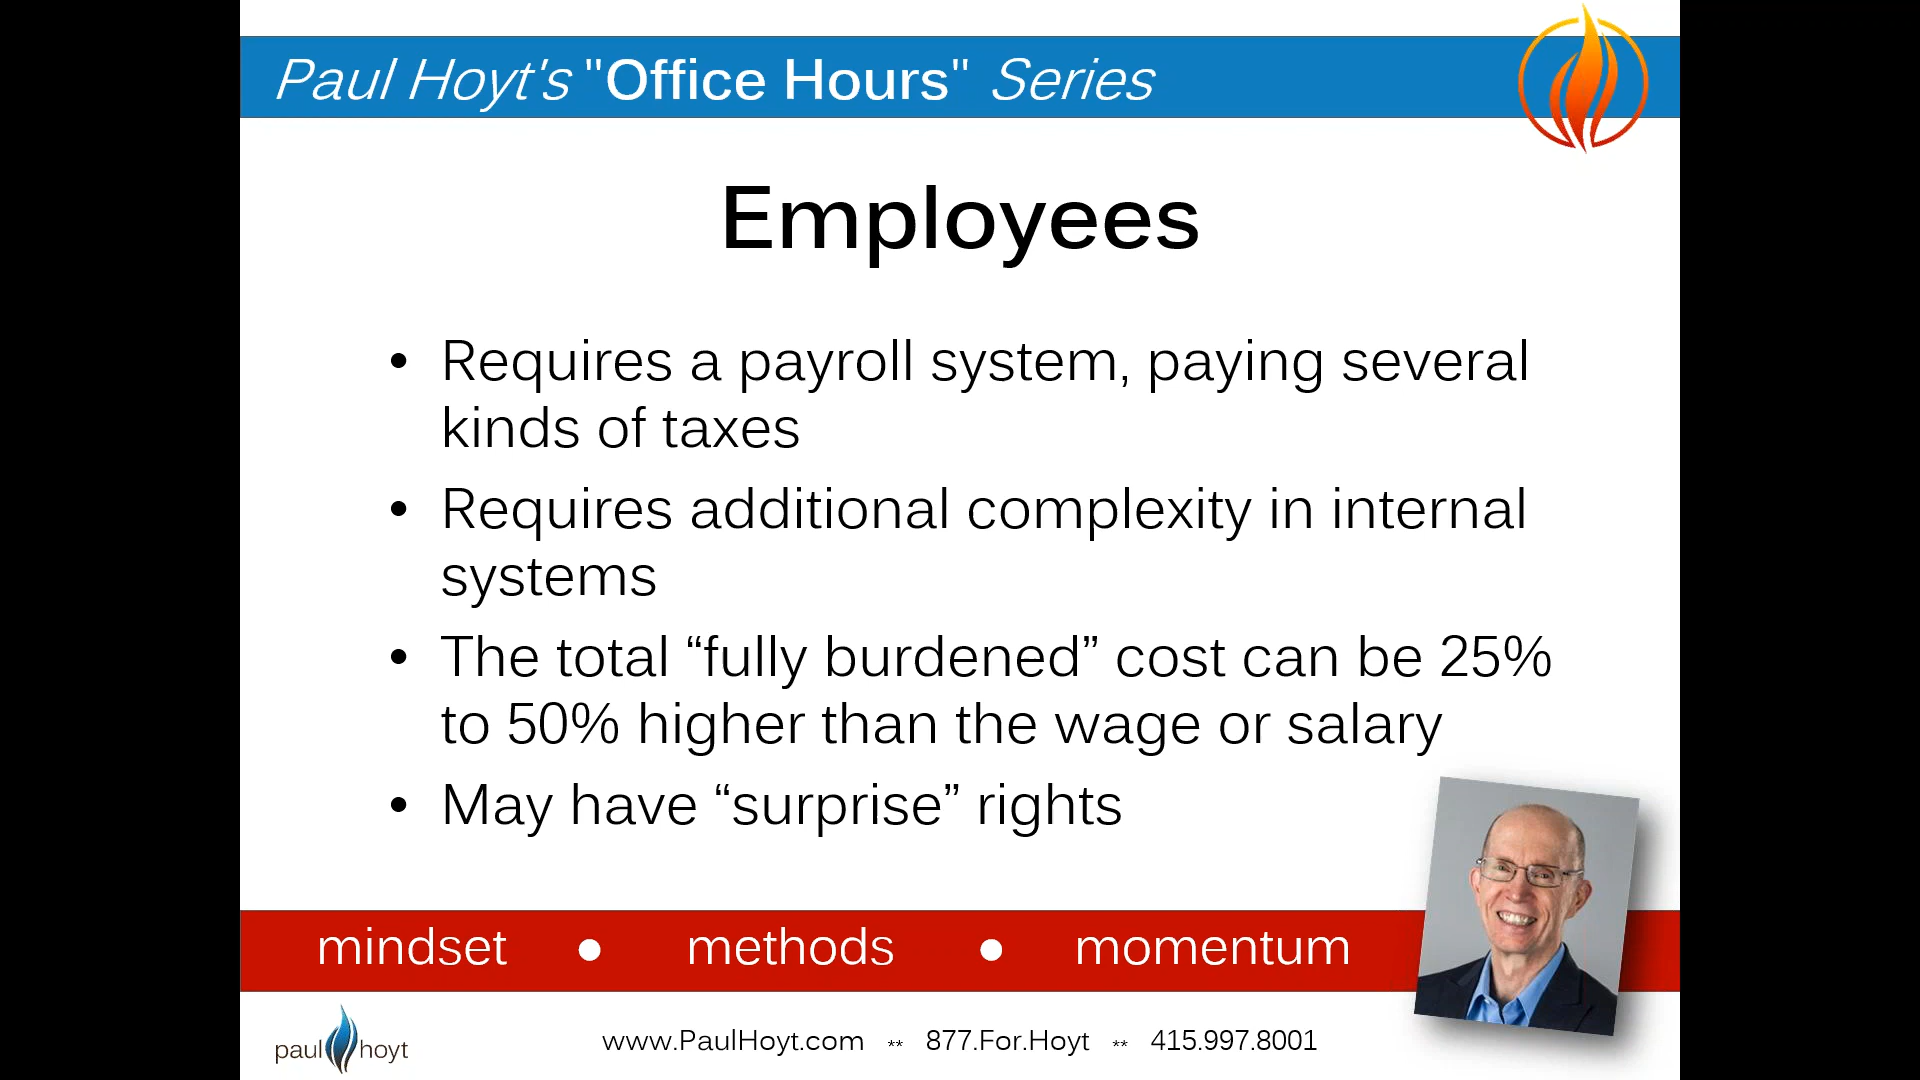 Paul Hoyt's "Office Hours" Series
Employees
• Requires a payroll system, paying several
kinds of taxes
• Requires additional complexity in internal
systems
• The total “fully burdened” cost can be 25%
to 50% higher than the wage or salary
• May have “surprise” rights
mindset • methods • momentum
paul hoyt
www.PaulHoyt.com ** 877.For.Hoyt ** 415.997.8001